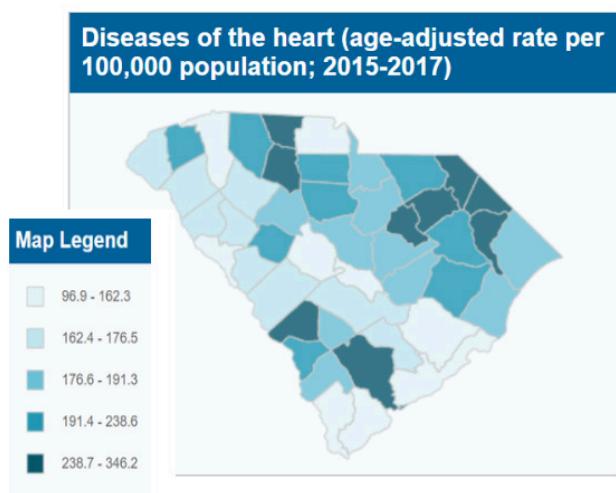 Diseases of the heart (age-adjusted rate per
100,000 population; 2015-2017)
Map Legend
96.9 - 162.3
162.4 - 176.5
176.6 - 191.3
191.4 - 238.6
238.7 - 346.2